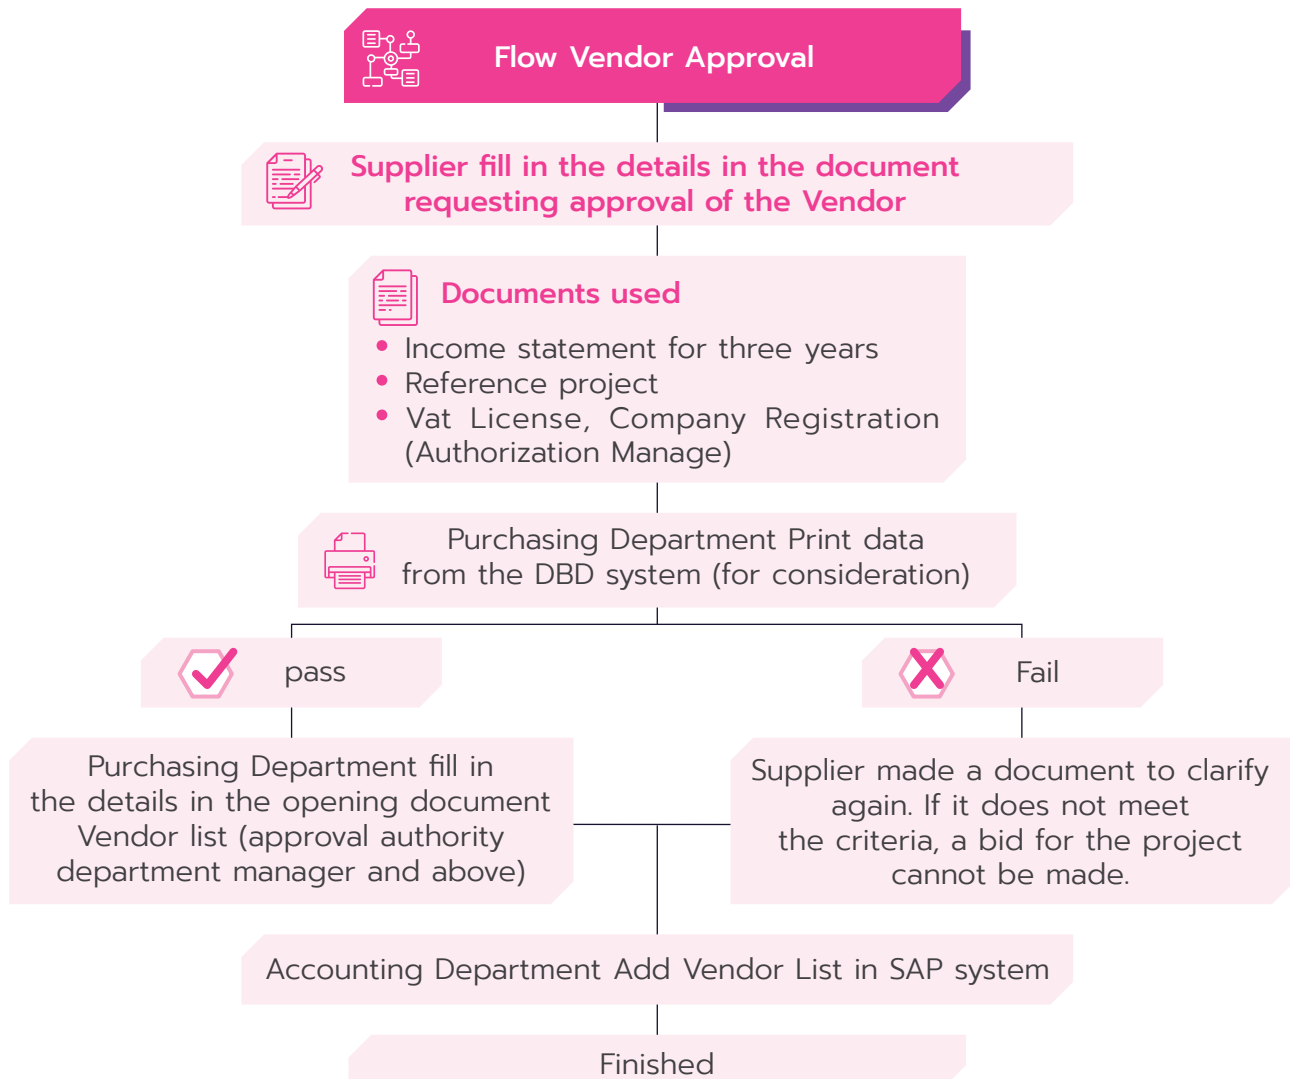 Flow Vendor Approval
Supplier fill in the details in the document
requesting approval of the Vendor
Documents used
• Income statement for three years
• Reference project
• Vat License, Company Registration
(Authorization Manage)
Purchasing Department Print data
from the DBD system (for consideration)
pass
Fail
Purchasing Department fill in
the details in the opening document
Vendor list (approval authority
department manager and above)
Supplier made a document to clarify
again. If it does not meet
the criteria, a bid for the project
cannot be made.
Accounting Department Add Vendor List in SAP system
Finished